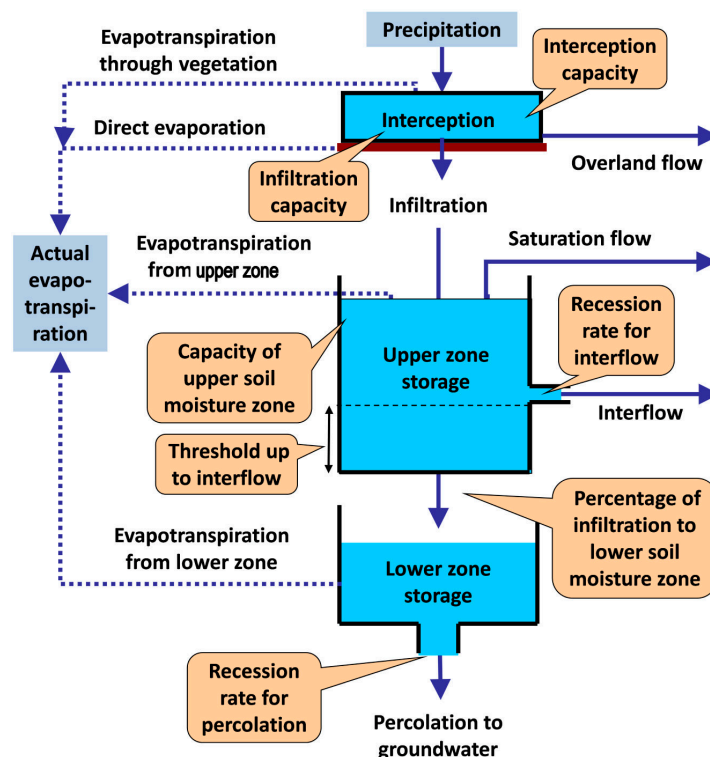 Evapotranspiration
through vegetation
Precipitation
Interception
capacity
Direct evaporation
Interception
Overland flow
Infiltration
capacity
Infiltration
Actual
evapo-
transpi-
ration
Evapotranspiration
from upper zone
Saturation flow
Capacity of
upper soil
moisture zone
Upper zone
storage
Recession
rate for
interflow
Interflow
Threshold up
to interflow
Percentage of
infiltration to
lower soil
moisture zone
Evapotranspiration
from lower zone
Lower zone
storage
Recession
rate for
percolation
Percolation to
groundwater